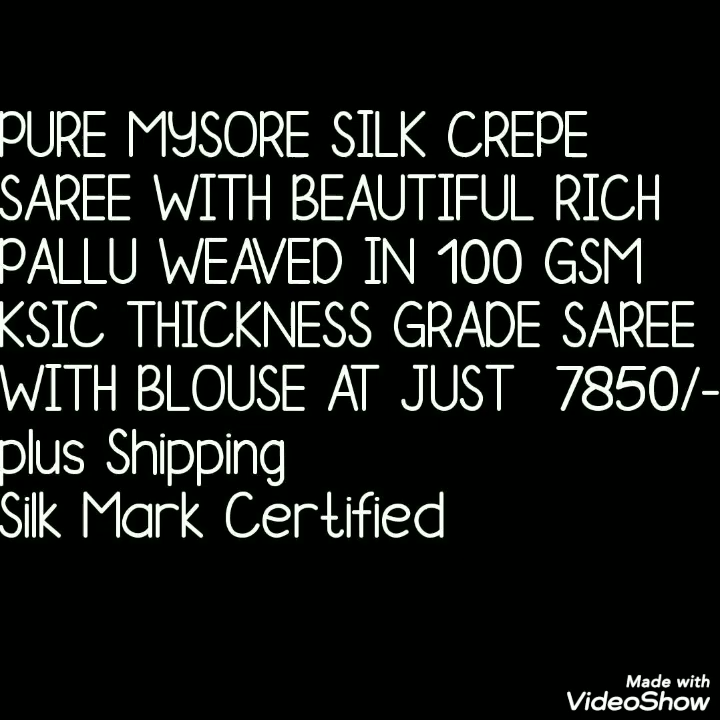 PURE MYSORE SILK CREPE
SAREE WITH BEAUTIFUL RICH
PALLU WEAVED IN 100 GSM
KSIC THICKNESS GRADE SAREE
WITH BLOUSE AT JUST 7850/-
plus Shipping
Silk Mark Certified
Made with
VideoShow